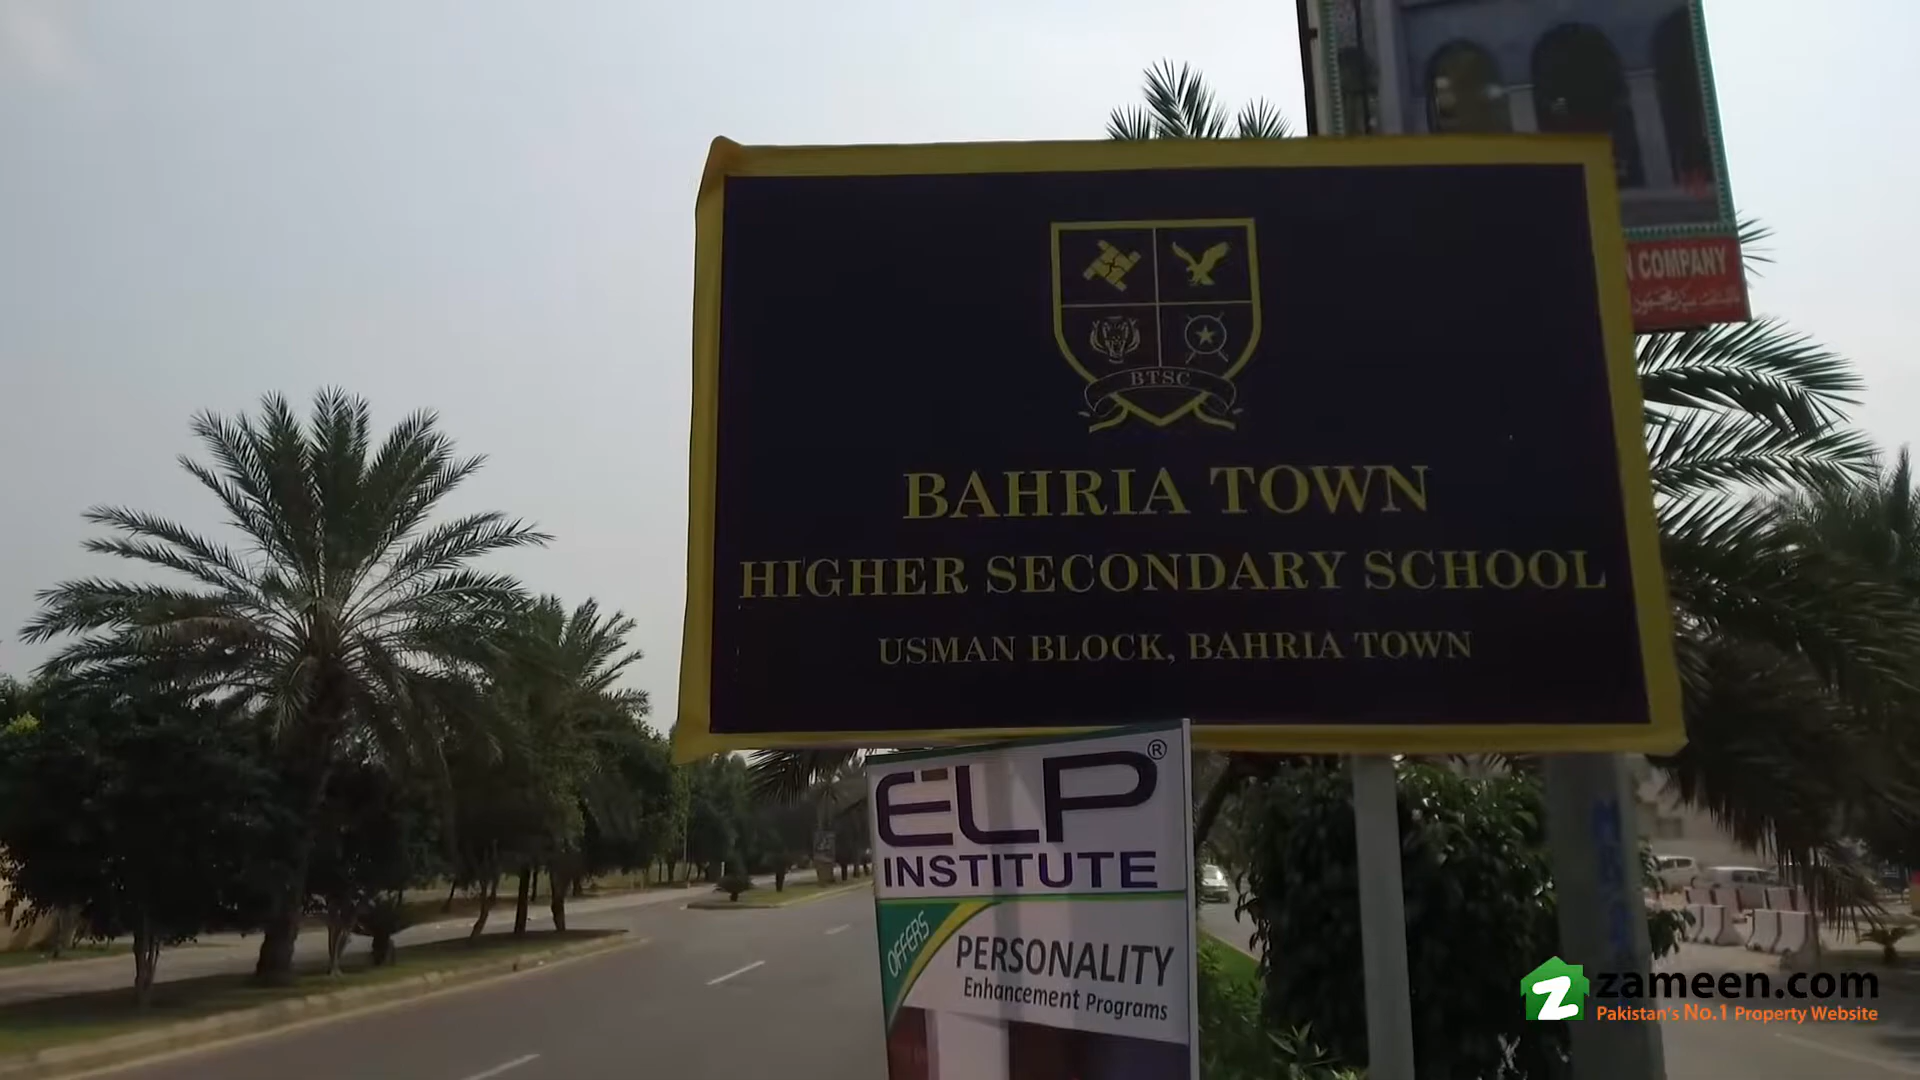 N COMPANY
BTSC
BAHRIA TOWN
HIGHER SECONDARY SCHOOL
USMAN BLOCK, BAHRIA TOWN
ELP®
INSTITUTE
OFFERS
PERSONALITY
Enhancement Programs
zameen.com
Pakistan's No.1 Property Website